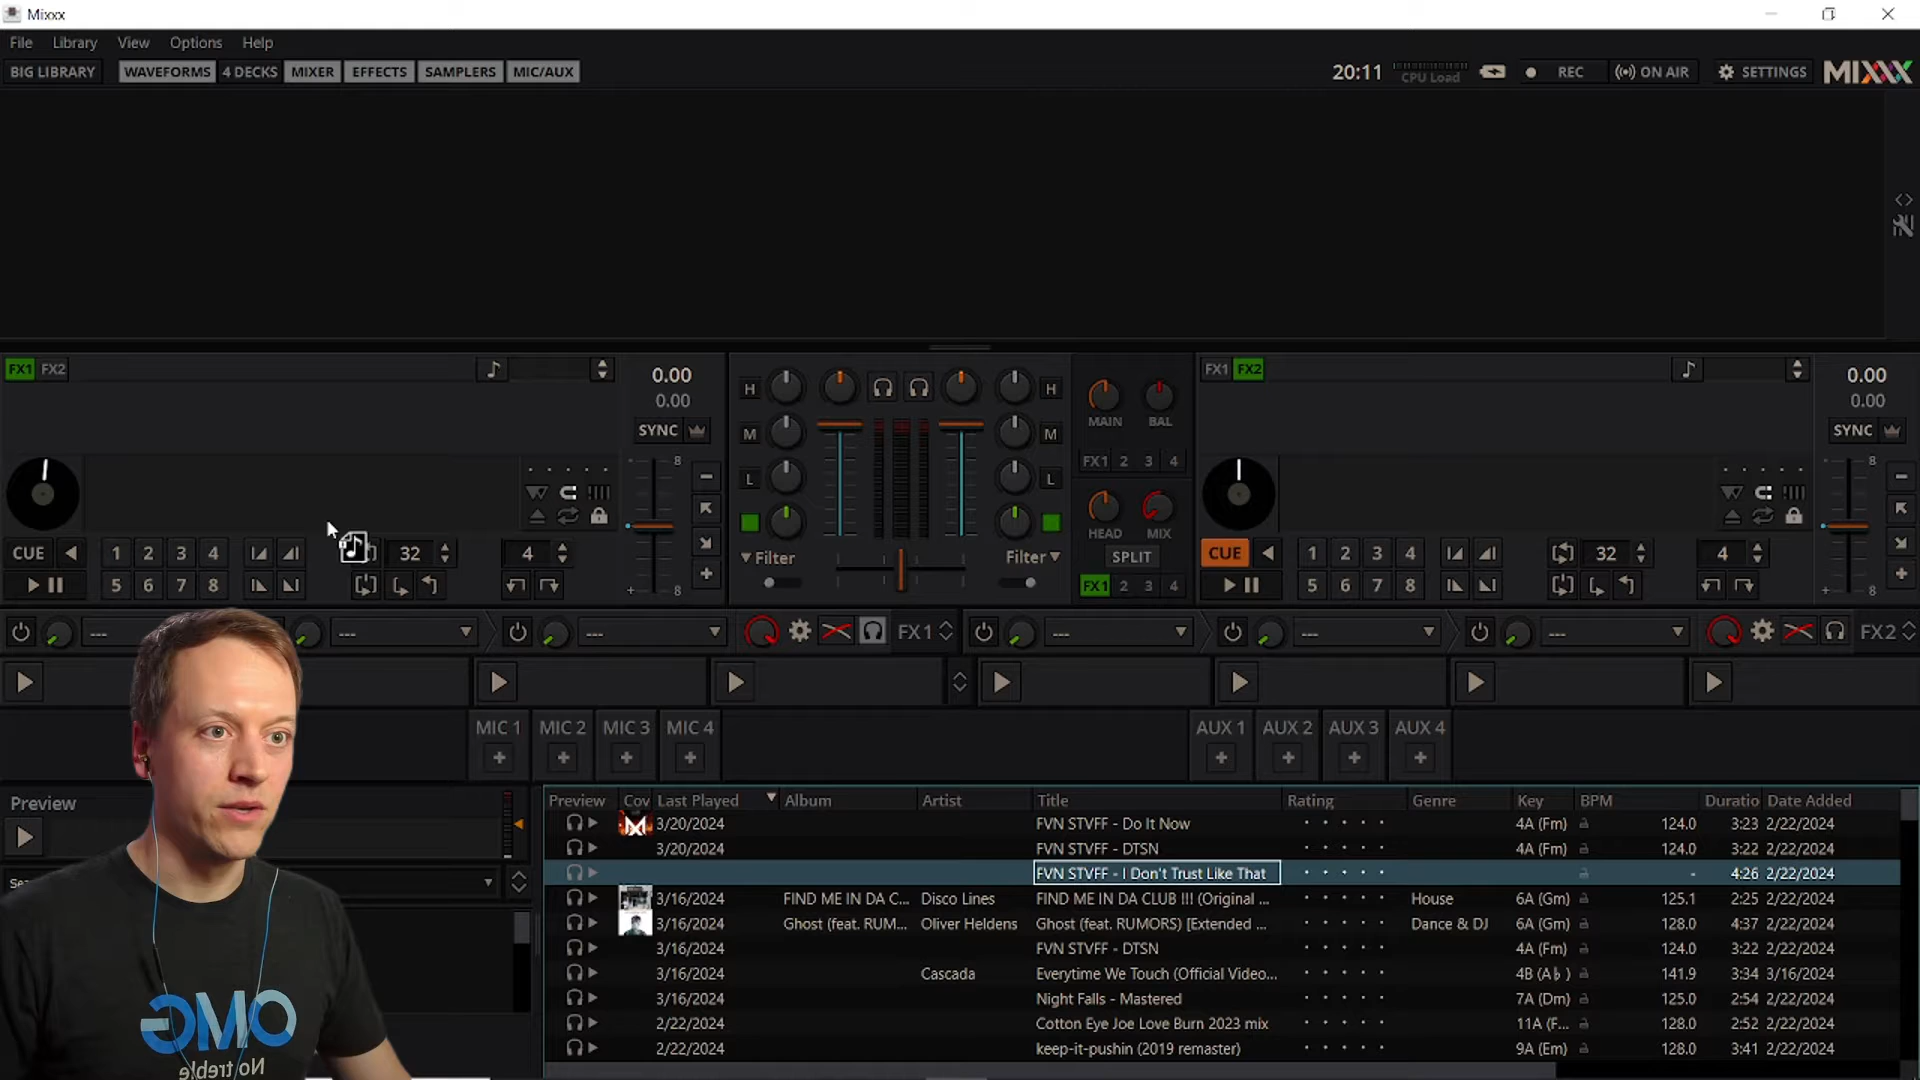 Mixxx
File Library View Options Help
BIG LIBRARY WAVEFORMS 4 DECKS MIXER EFFECTS SAMPLERS MIC/AUX 20:11 CPU Load REC ON AIR SETTINGS MIXXX
FX1 FX2 0.00 H H MAIN BAL FX1 FX2 0.00
0.00 0.00
SYNC M M SYNC
8 FX1 2 3 4 8
L L HEAD MIX
CUE 1 2 3 4 32 4 Filter Filter SPLIT CUE 1 2 3 4 32 4
5 6 7 8 8 FX1 2 3 4 5 6 7 8 8
--- --- --- FX1 --- --- --- FX2
MIC 1 MIC 2 MIC 3 MIC 4 AUX 1 AUX 2 AUX 3 AUX 4
Preview
Preview Cov Last Played Album Artist Title Rating Genre Key BPM Duratio Date Added
3/20/2024 FVN STVFF - Do It Now 4A (Fm) 124.0 3:23 2/22/2024
3/20/2024 FVN STVFF - DTSN 4A (Fm) 124.0 3:22 2/22/2024
FVN STVFF - I Don't Trust Like That - 4:26 2/22/2024
3/16/2024 FIND ME IN DA C... Disco Lines FIND ME IN DA CLUB !!! (Original ... House 6A (Gm) 125.1 2:25 2/22/2024
3/16/2024 Ghost (feat. RUM... Oliver Heldens Ghost (feat. RUMORS) [Extended ... Dance & DJ 6A (Gm) 128.0 4:37 2/22/2024
3/16/2024 FVN STVFF - DTSN 4A (Fm) 124.0 3:22 2/22/2024
3/16/2024 Cascada Everytime We Touch (Official Video... 4B (A♭) 141.9 3:34 3/16/2024
3/16/2024 Night Falls - Mastered 7A (Dm) 125.0 2:54 2/22/2024
2/22/2024 Cotton Eye Joe Love Burn 2023 mix 11A (F... 128.0 2:52 2/22/2024
2/22/2024 keep-it-pushin (2019 remaster) 9A (Em) 128.0 3:41 2/22/2024
OMG
No treble